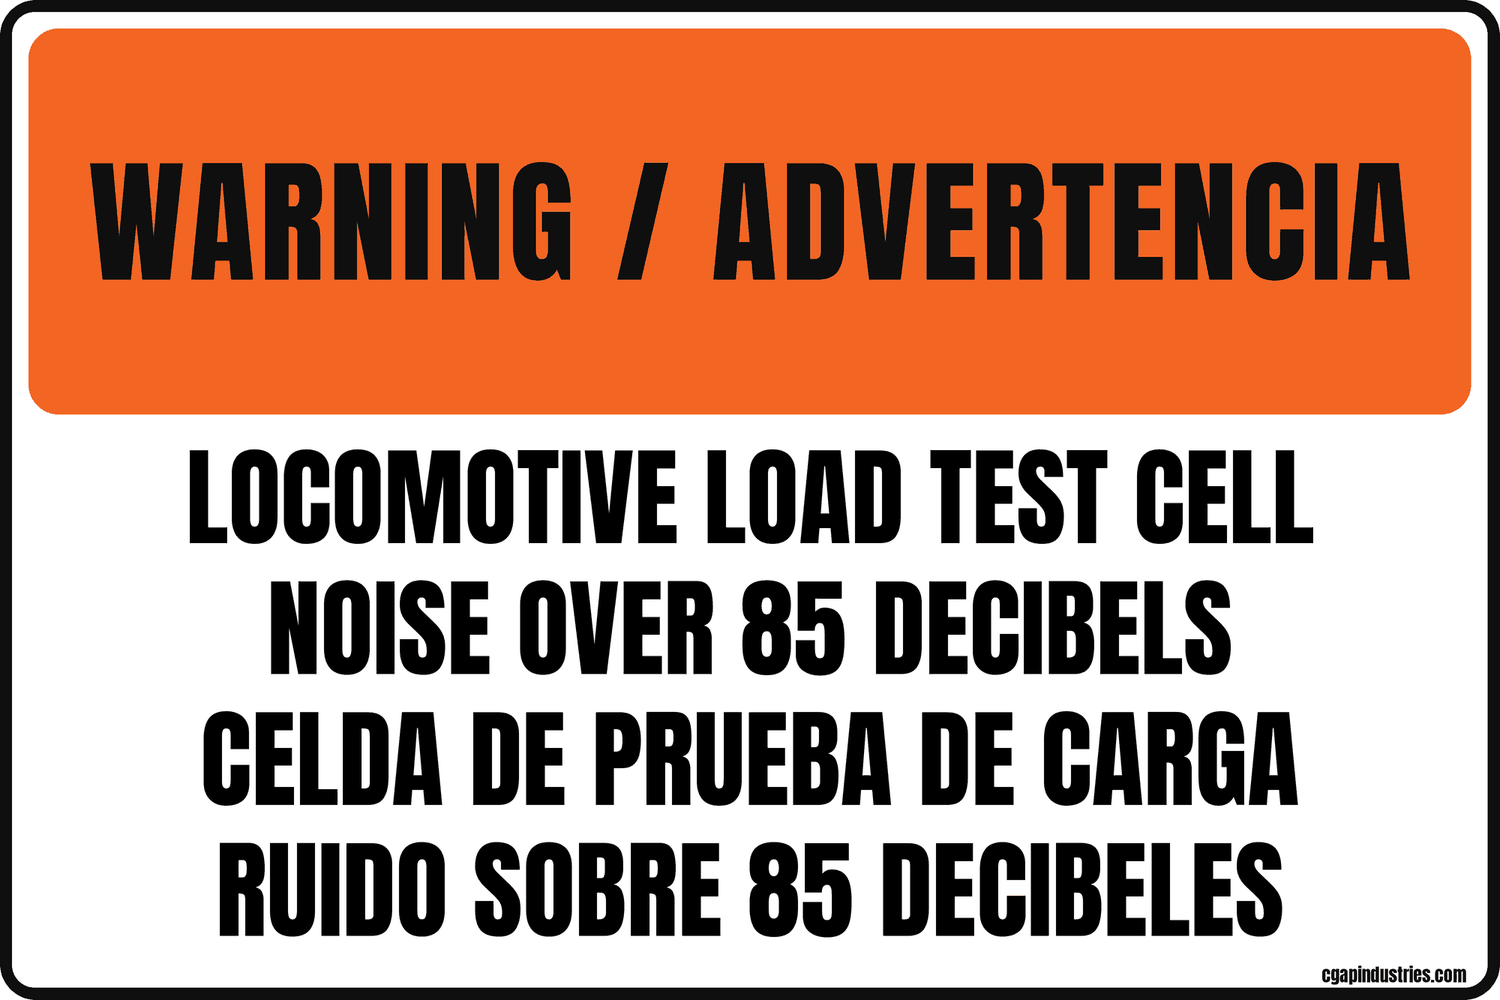 WARNING / ADVERTENCIA
LOCOMOTIVE LOAD TEST CELL
NOISE OVER 85 DECIBELS
CELDA DE PRUEBA DE CARGA
RUIDO SOBRE 85 DECIBELES
cgapindustries.com